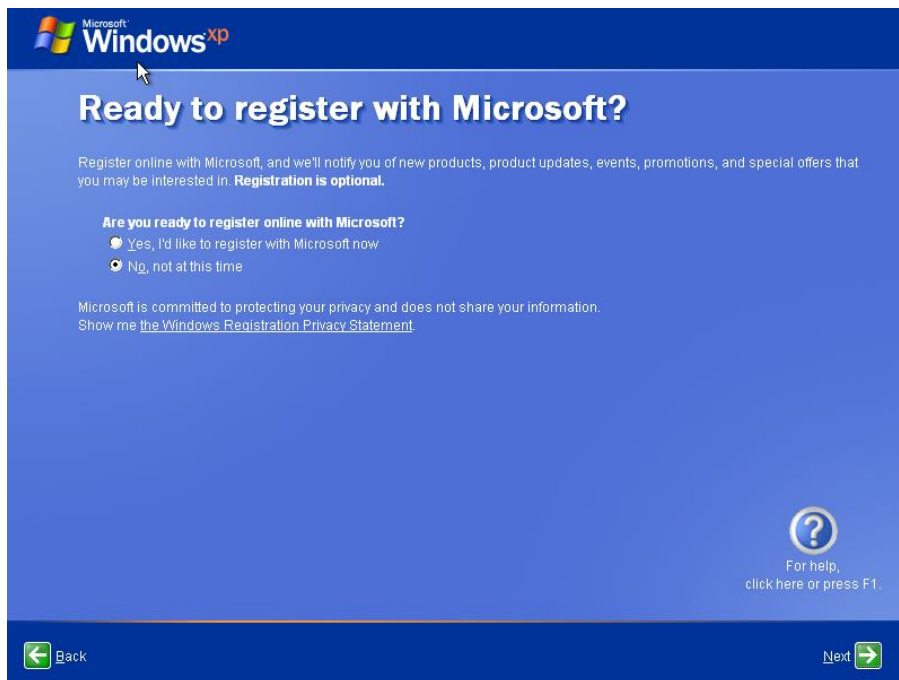 Microsoft
Windows xp
Ready to register with Microsoft?
Register online with Microsoft, and we'll notify you of new products, product updates, events, promotions, and special offers that
you may be interested in. Registration is optional.
Are you ready to register online with Microsoft?
Yes, I'd like to register with Microsoft now
No, not at this time
Microsoft is committed to protecting your privacy and does not share your information.
Show me the Windows Registration Privacy Statement.
?
For help,
click here or press F1.
Back
Next